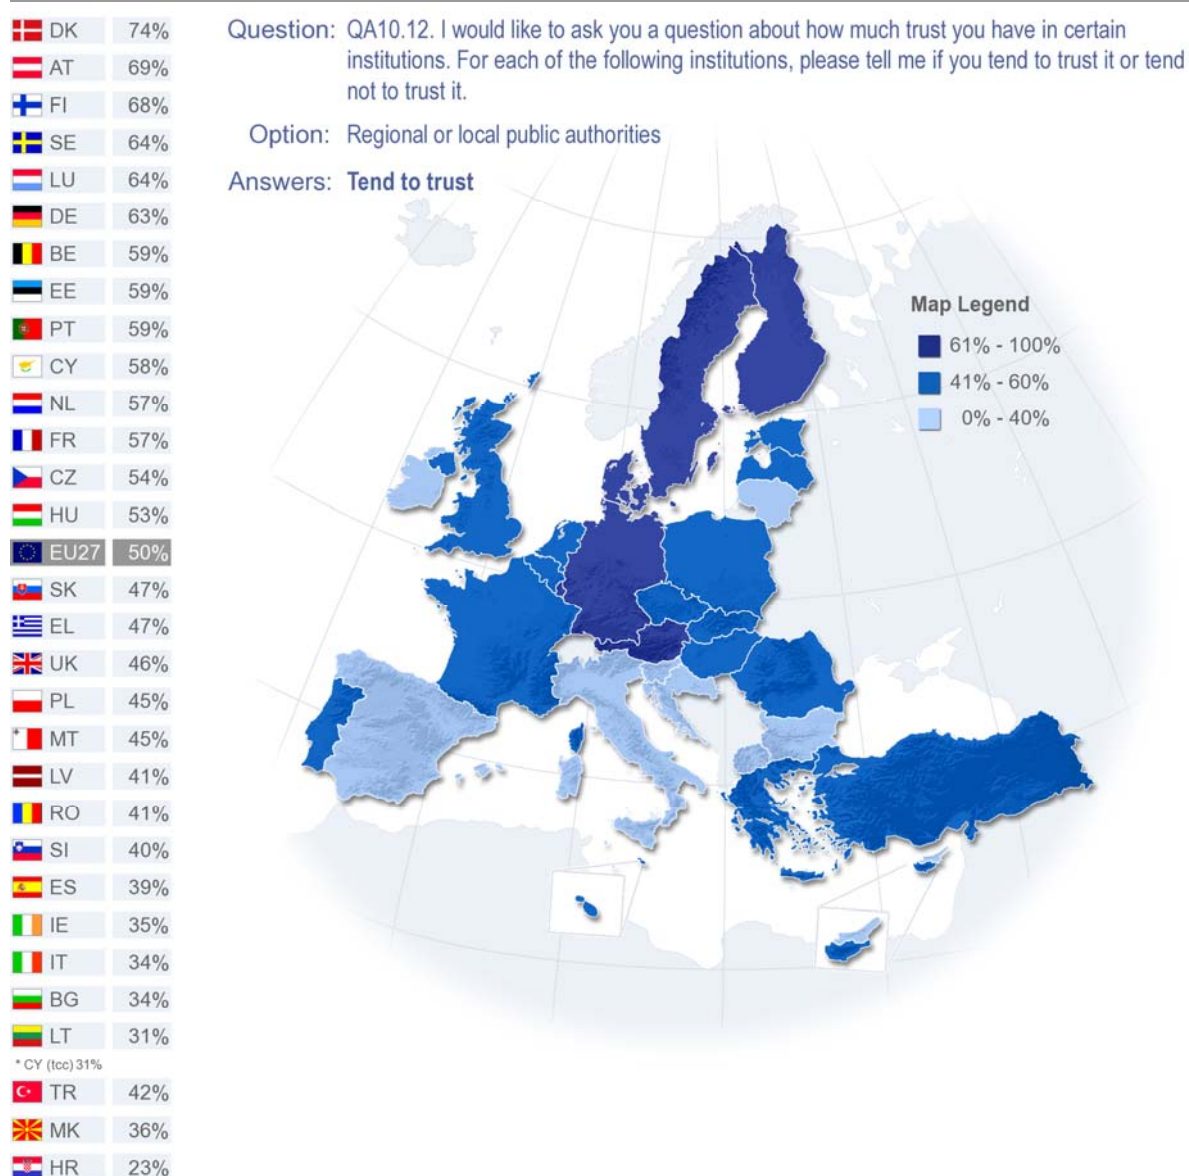 DK 74%
AT 69%
FI 68%
SE 64%
LU 64%
DE 63%
BE 59%
EE 59%
PT 59%
CY 58%
NL 57%
FR 57%
CZ 54%
HU 53%
EU27 50%
SK 47%
EL 47%
UK 46%
PL 45%
MT 45%
LV 41%
RO 41%
SI 40%
ES 39%
IE 35%
IT 34%
BG 34%
LT 31%
* CY (tcc) 31%
TR 42%
MK 36%
HR 23%
Question: QA10.12. I would like to ask you a question about how much trust you have in certain
institutions. For each of the following institutions, please tell me if you tend to trust it or tend
not to trust it.
Option: Regional or local public authorities
Answers: Tend to trust
Map Legend
61% - 100%
41% - 60%
0% - 40%